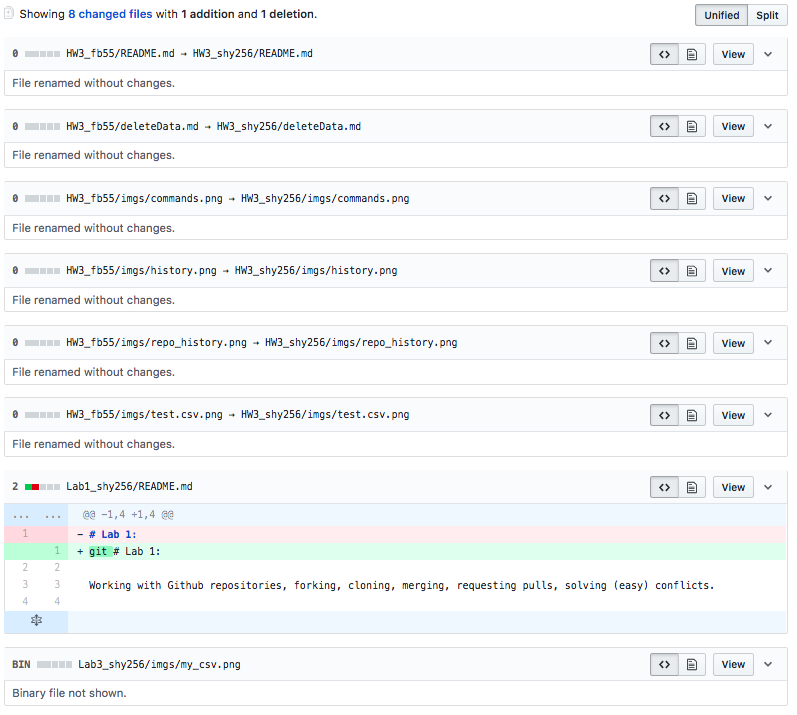 Showing 8 changed files with 1 addition and 1 deletion. Unified Split
0 HW3_fb55/README.md → HW3_shy256/README.md <> View
File renamed without changes.
0 HW3_fb55/deleteData.md → HW3_shy256/deleteData.md <> View
File renamed without changes.
0 HW3_fb55/imgs/commands.png → HW3_shy256/imgs/commands.png <> View
File renamed without changes.
0 HW3_fb55/imgs/history.png → HW3_shy256/imgs/history.png <> View
File renamed without changes.
0 HW3_fb55/imgs/repo_history.png → HW3_shy256/imgs/repo_history.png <> View
File renamed without changes.
0 HW3_fb55/imgs/test.csv.png → HW3_shy256/imgs/test.csv.png <> View
File renamed without changes.
2 Lab1_shy256/README.md <> View
... ... @@ -1,4 +1,4 @@
1 - # Lab 1:
1 + git # Lab 1:
2 2
3 3 Working with Github repositories, forking, cloning, merging, requesting pulls, solving (easy) conflicts.
4 4
BIN Lab3_shy256/imgs/my_csv.png <> View
Binary file not shown.